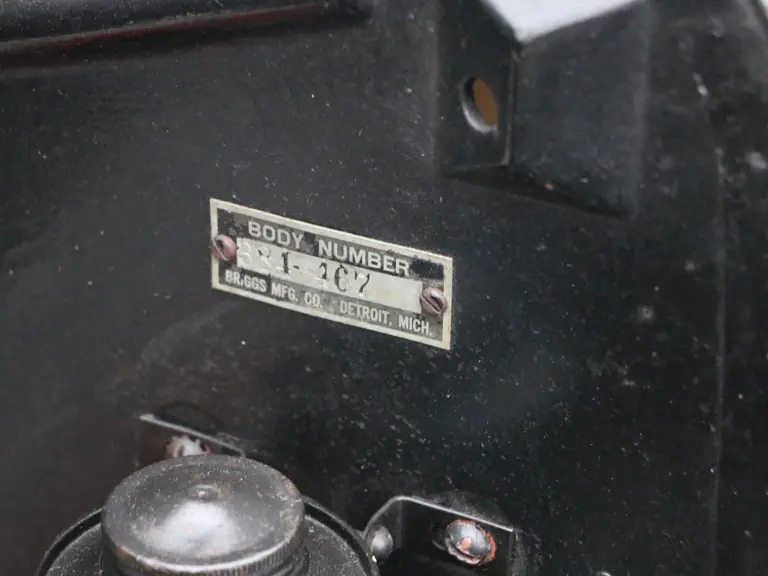 BODY NUMBER
BRIGGS MFG. CO. DETROIT, MICH.